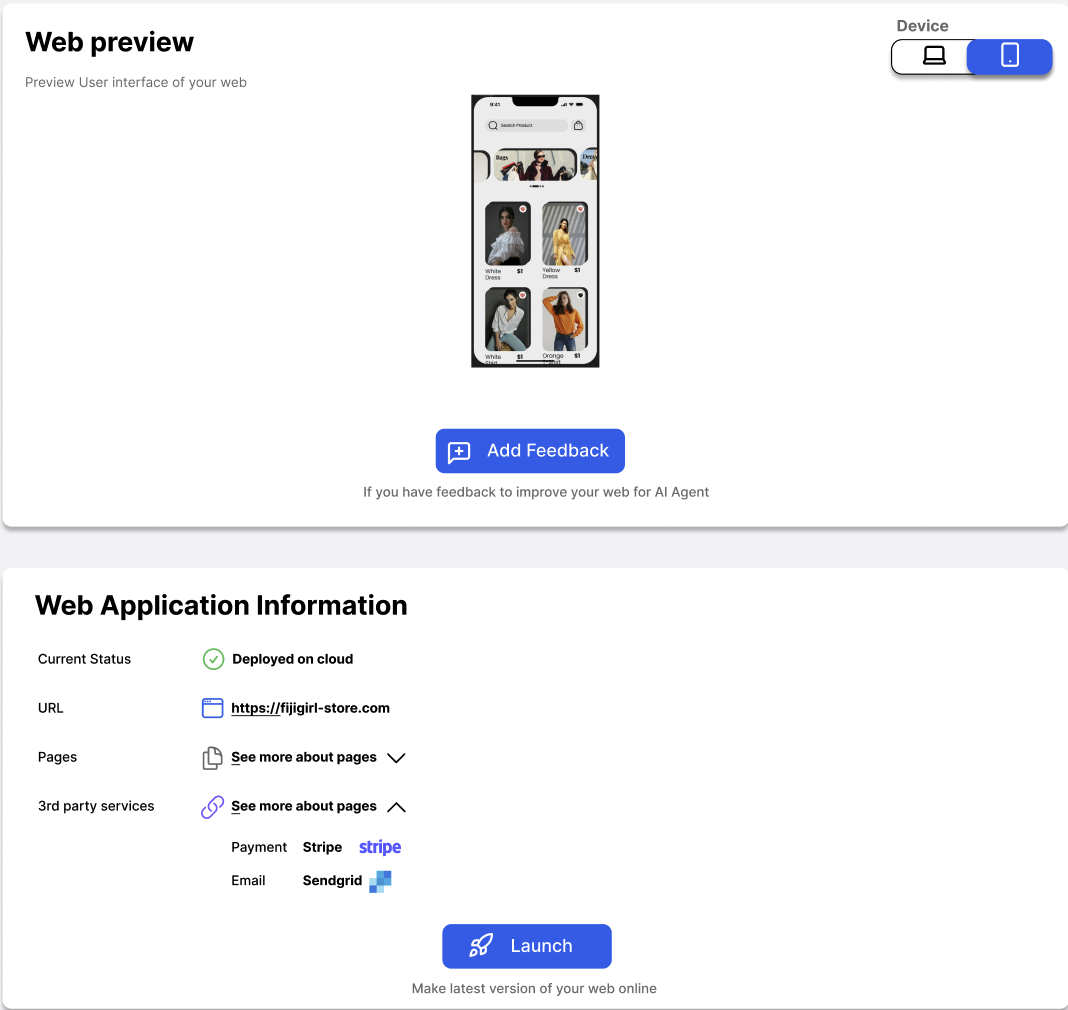 Web preview
Device
Preview User interface of your web
9:41
Search Product
Bags
Dress
White
Dress
$1
Yellow
Dress
$1
White
$1
Orange
$1
Add Feedback
If you have feedback to improve your web for AI Agent
Web Application Information
Current Status
Deployed on cloud
URL
https://fijigirl-store.com
Pages
See more about pages
3rd party services
See more about pages
Payment
Stripe
stripe
Email
Sendgrid
Launch
Make latest version of your web online